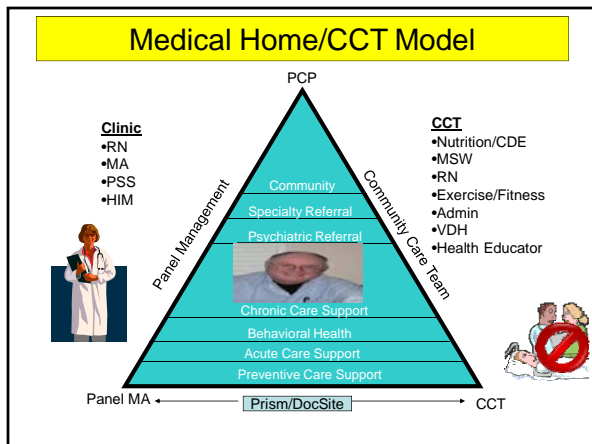 Medical Home/CCT Model
PCP
Clinic
•RN
•MA
•PSS
•HIM
CCT
•Nutrition/CDE
•MSW
•RN
•Exercise/Fitness
•Admin
•VDH
•Health Educator
Panel Management
Community Care Team
Community
Specialty Referral
Psychiatric Referral
Chronic Care Support
Behavioral Health
Acute Care Support
Preventive Care Support
Panel MA
Prism/DocSite
CCT